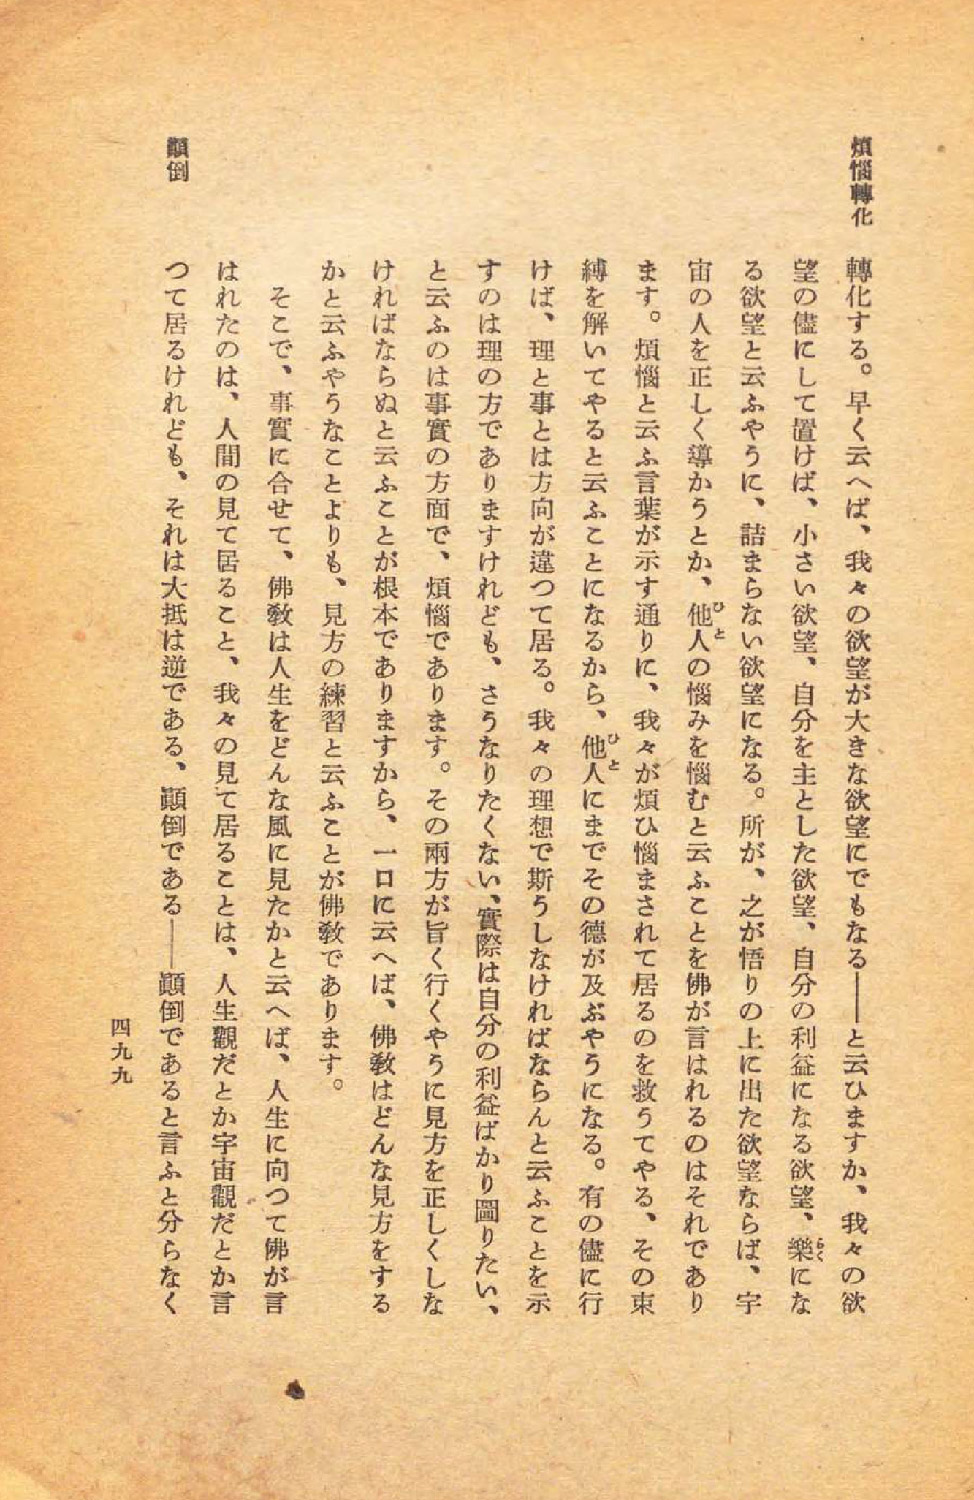 煩惱轉化
轉化する。早く云へば、我々の欲望が大きな欲望にでもなる――と云ひますか、我々の欲
望の儘にして置けば、小さい欲望、自分を主とした欲望、自分の利益になる欲望、樂にな
る欲望と云ふやうに、詰まらない欲望になる。所が、之が悟りの上に出た欲望ならば、宇
宙の人を正しく導かうとか、他人の惱みを惱むと云ふことを佛が言はれるのはそれであり
ます。煩惱と云ふ言葉が示す通りに、我々が煩ひ惱まされて居るのを救うてやる、その束
縛を解いてやると云ふことになるから、他人にまでその德が及ぶやうになる。有の儘に行
けば、理と事とは方向が違つて居る。我々の理想で斯うしなければならんと云ふことを示
すのは理の方でありますけれども、さうなりたくない、實際は自分の利益ばかり圖りたい、
と云ふのは事實の方面で、煩惱であります。その兩方が旨く行くやうに見方を正しくしな
ければならぬと云ふことが根本でありますから、一口に云へば、佛敎はどんな見方をする
かと云ふやうなことよりも、見方の練習と云ふことが佛敎であります。
そこで、事實に合せて、佛敎は人生をどんな風に見たかと云へば、人生に向つて佛が言
はれたのは、人間の見て居ること、我々の見て居ることは、人生觀だとか宇宙觀だとか言
顚倒
つて居るけれども、それは大抵は逆である、顚倒である――顚倒であると言ふと分らなく
四九九